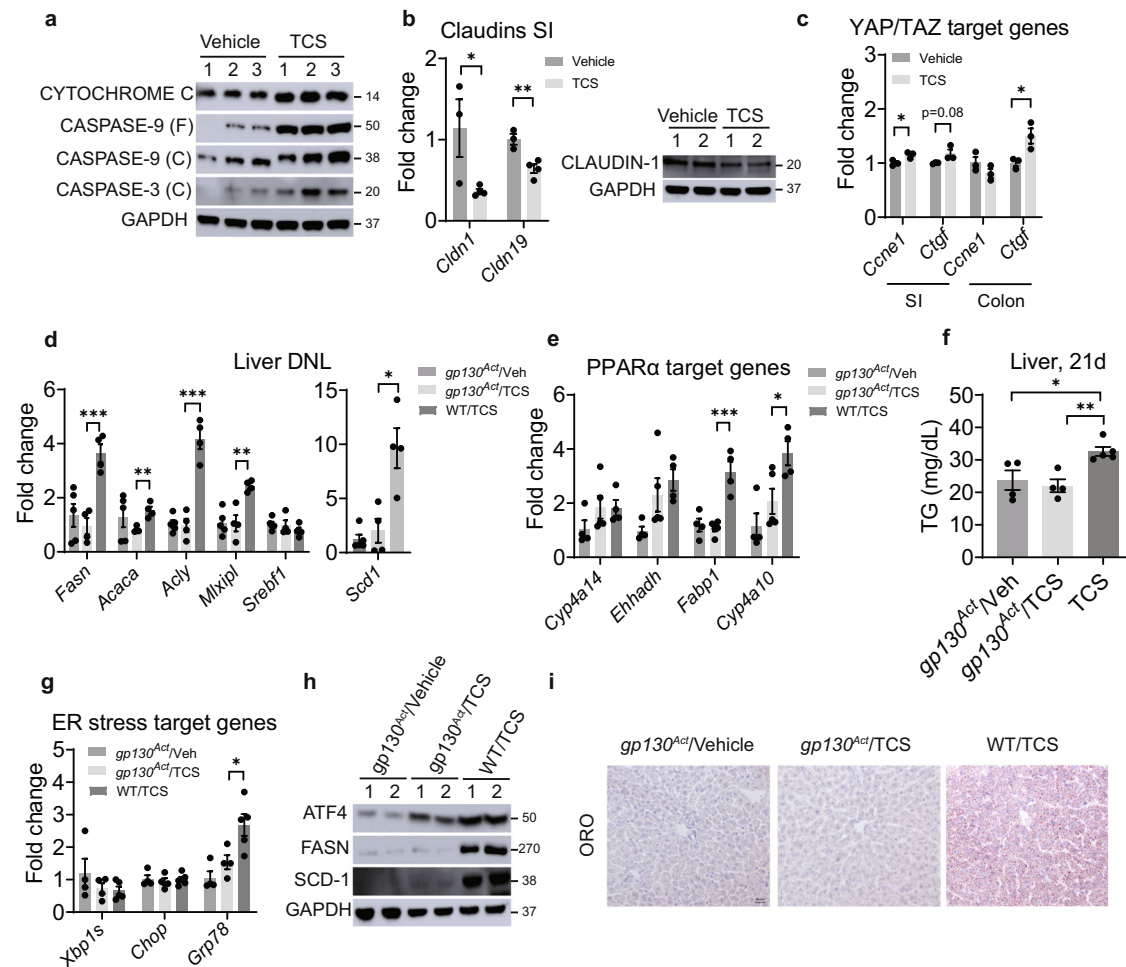 a
Vehicle TCS
1 2 3 1 2 3
CYTOCHROME C 14
CASPASE-9 (F) 50
CASPASE-9 (C) 38
CASPASE-3 (C) 20
GAPDH 37
b
Claudins SI
Vehicle
TCS
* **
Fold change
2
1
0
Cldn1 Cldn19
Vehicle TCS
1 2 1 2
CLAUDIN-1 20
GAPDH 37
c
YAP/TAZ target genes
Vehicle
TCS
* p=0.08 *
Fold change
3
2
1
0
Ccne1 Ctgf Ccne1 Ctgf
SI Colon
d
Liver DNL
gp130Act/Veh
gp130Act/TCS
WT/TCS
*** ** *** ** *
Fold change
6
4
2
0
Fasn Acaca Acly Mlxipl Srebf1
15
10
5
0
Scd1
e
PPARα target genes
gp130Act/Veh
gp130Act/TCS
WT/TCS
*** *
Fold change
6
4
2
0
Cyp4a14 Ehhadh Fabp1 Cyp4a10
f
Liver, 21d
*
**
TG (mg/dL)
50
40
30
20
10
0
gp130Act/Veh gp130Act/TCS TCS
g
ER stress target genes
gp130Act/Veh
gp130Act/TCS
WT/TCS
*
Fold change
5
4
3
2
1
0
Xbp1s Chop Grp78
h
gp130Act/Vehicle gp130Act/TCS WT/TCS
1 2 1 2 1 2
ATF4 50
FASN 270
SCD-1 38
GAPDH 37
i
gp130Act/Vehicle gp130Act/TCS WT/TCS
ORO